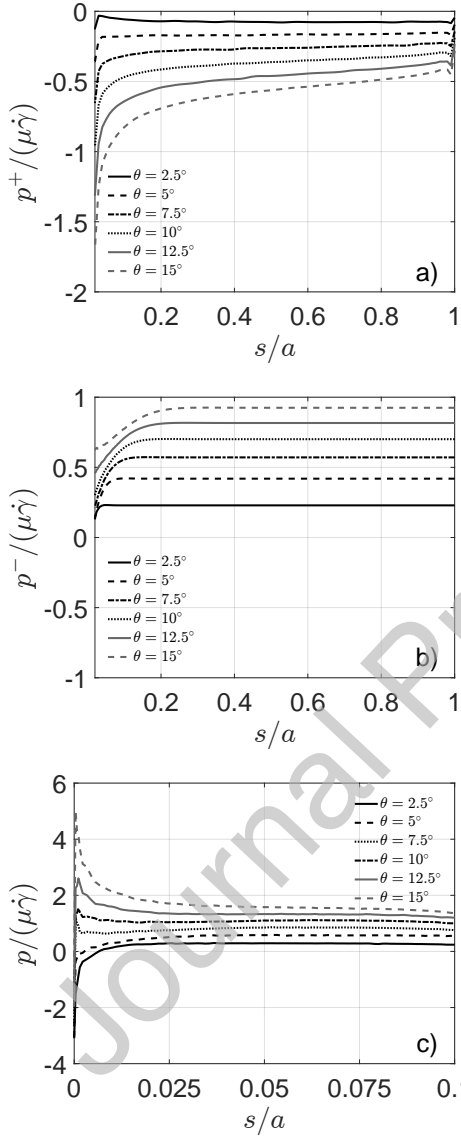 0
-0.5
-1
-1.5
-2
p⁺/(μγ̇)
θ = 2.5°
θ = 5°
θ = 7.5°
θ = 10°
θ = 12.5°
θ = 15°
a)
0.2 0.4 0.6 0.8 1
s/a
1
0.5
0
-0.5
-1
p⁻/(μγ̇)
θ = 2.5°
θ = 5°
θ = 7.5°
θ = 10°
θ = 12.5°
θ = 15°
b)
0.2 0.4 0.6 0.8 1
s/a
6
4
2
0
-2
-4
p/(μγ̇)
θ = 2.5°
θ = 5°
θ = 7.5°
θ = 10°
θ = 12.5°
θ = 15°
c)
0 0.025 0.05 0.075 0.1
s/a
Journal Pr